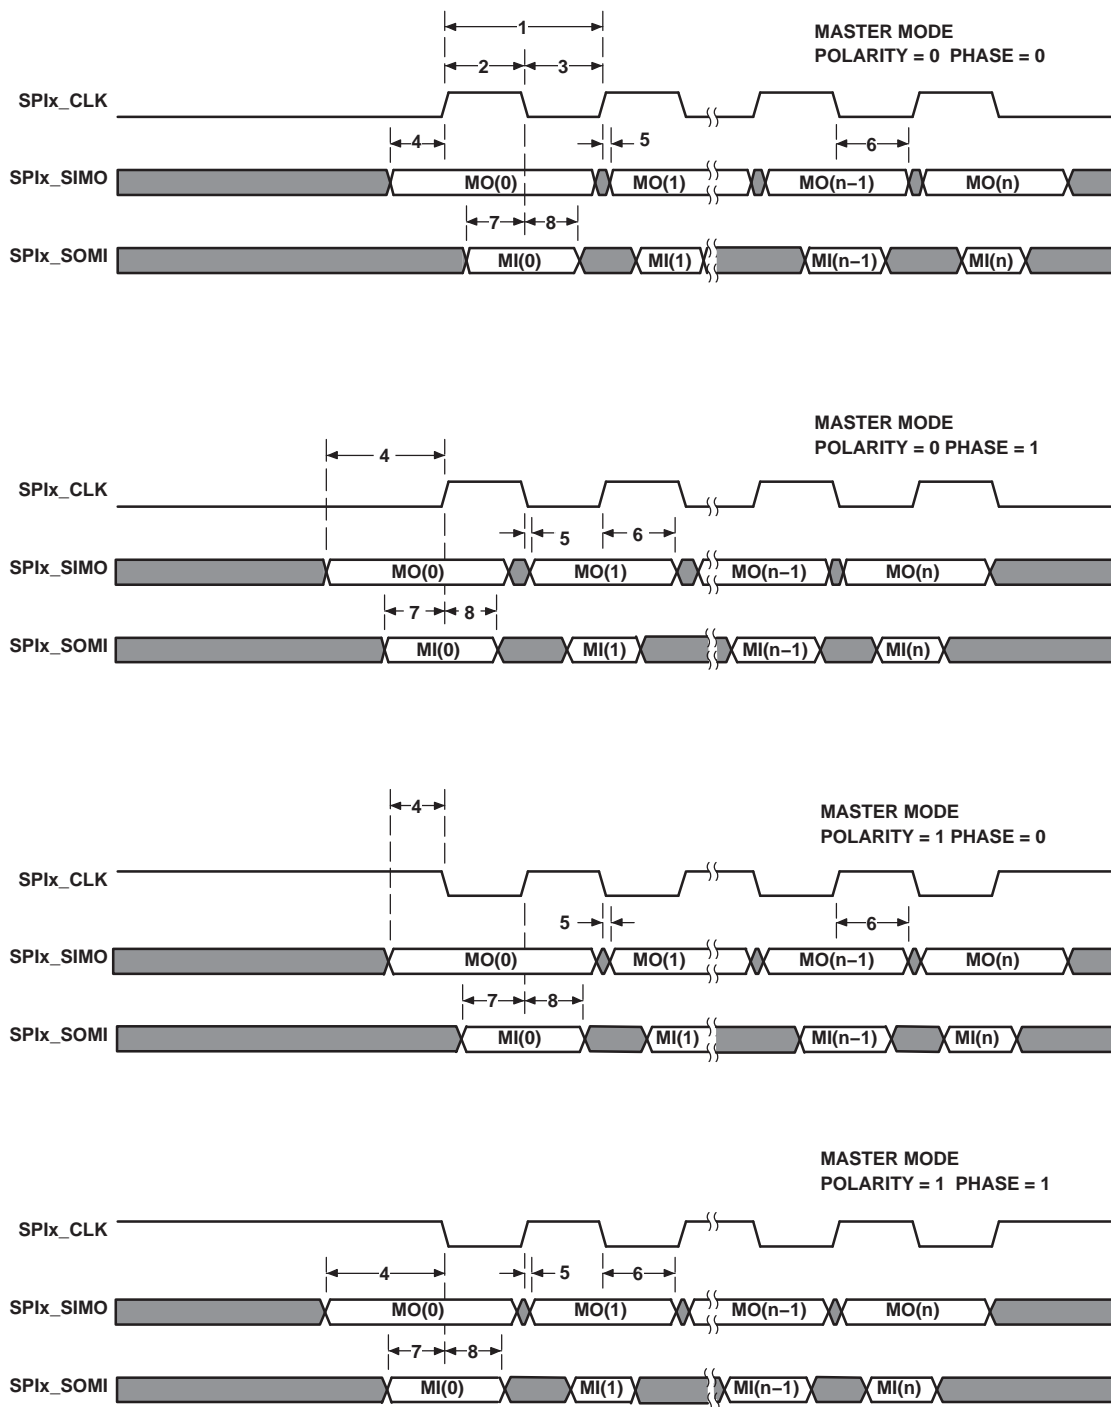 1
MASTER MODE
POLARITY = 0 PHASE = 0
2 3
SPIx_CLK
4 5 6
SPIx_SIMO MO(0) MO(1) MO(n−1) MO(n)
7 8
SPIx_SOMI MI(0) MI(1) MI(n−1) MI(n)
MASTER MODE
POLARITY = 0 PHASE = 1
4
SPIx_CLK
5 6
SPIx_SIMO MO(0) MO(1) MO(n−1) MO(n)
7 8
SPIx_SOMI MI(0) MI(1) MI(n−1) MI(n)
4
MASTER MODE
POLARITY = 1 PHASE = 0
SPIx_CLK
5 6
SPIx_SIMO MO(0) MO(1) MO(n−1) MO(n)
7 8
SPIx_SOMI MI(0) MI(1) MI(n−1) MI(n)
MASTER MODE
POLARITY = 1 PHASE = 1
SPIx_CLK
4 5 6
SPIx_SIMO MO(0) MO(1) MO(n−1) MO(n)
7 8
SPIx_SOMI MI(0) MI(1) MI(n−1) MI(n)